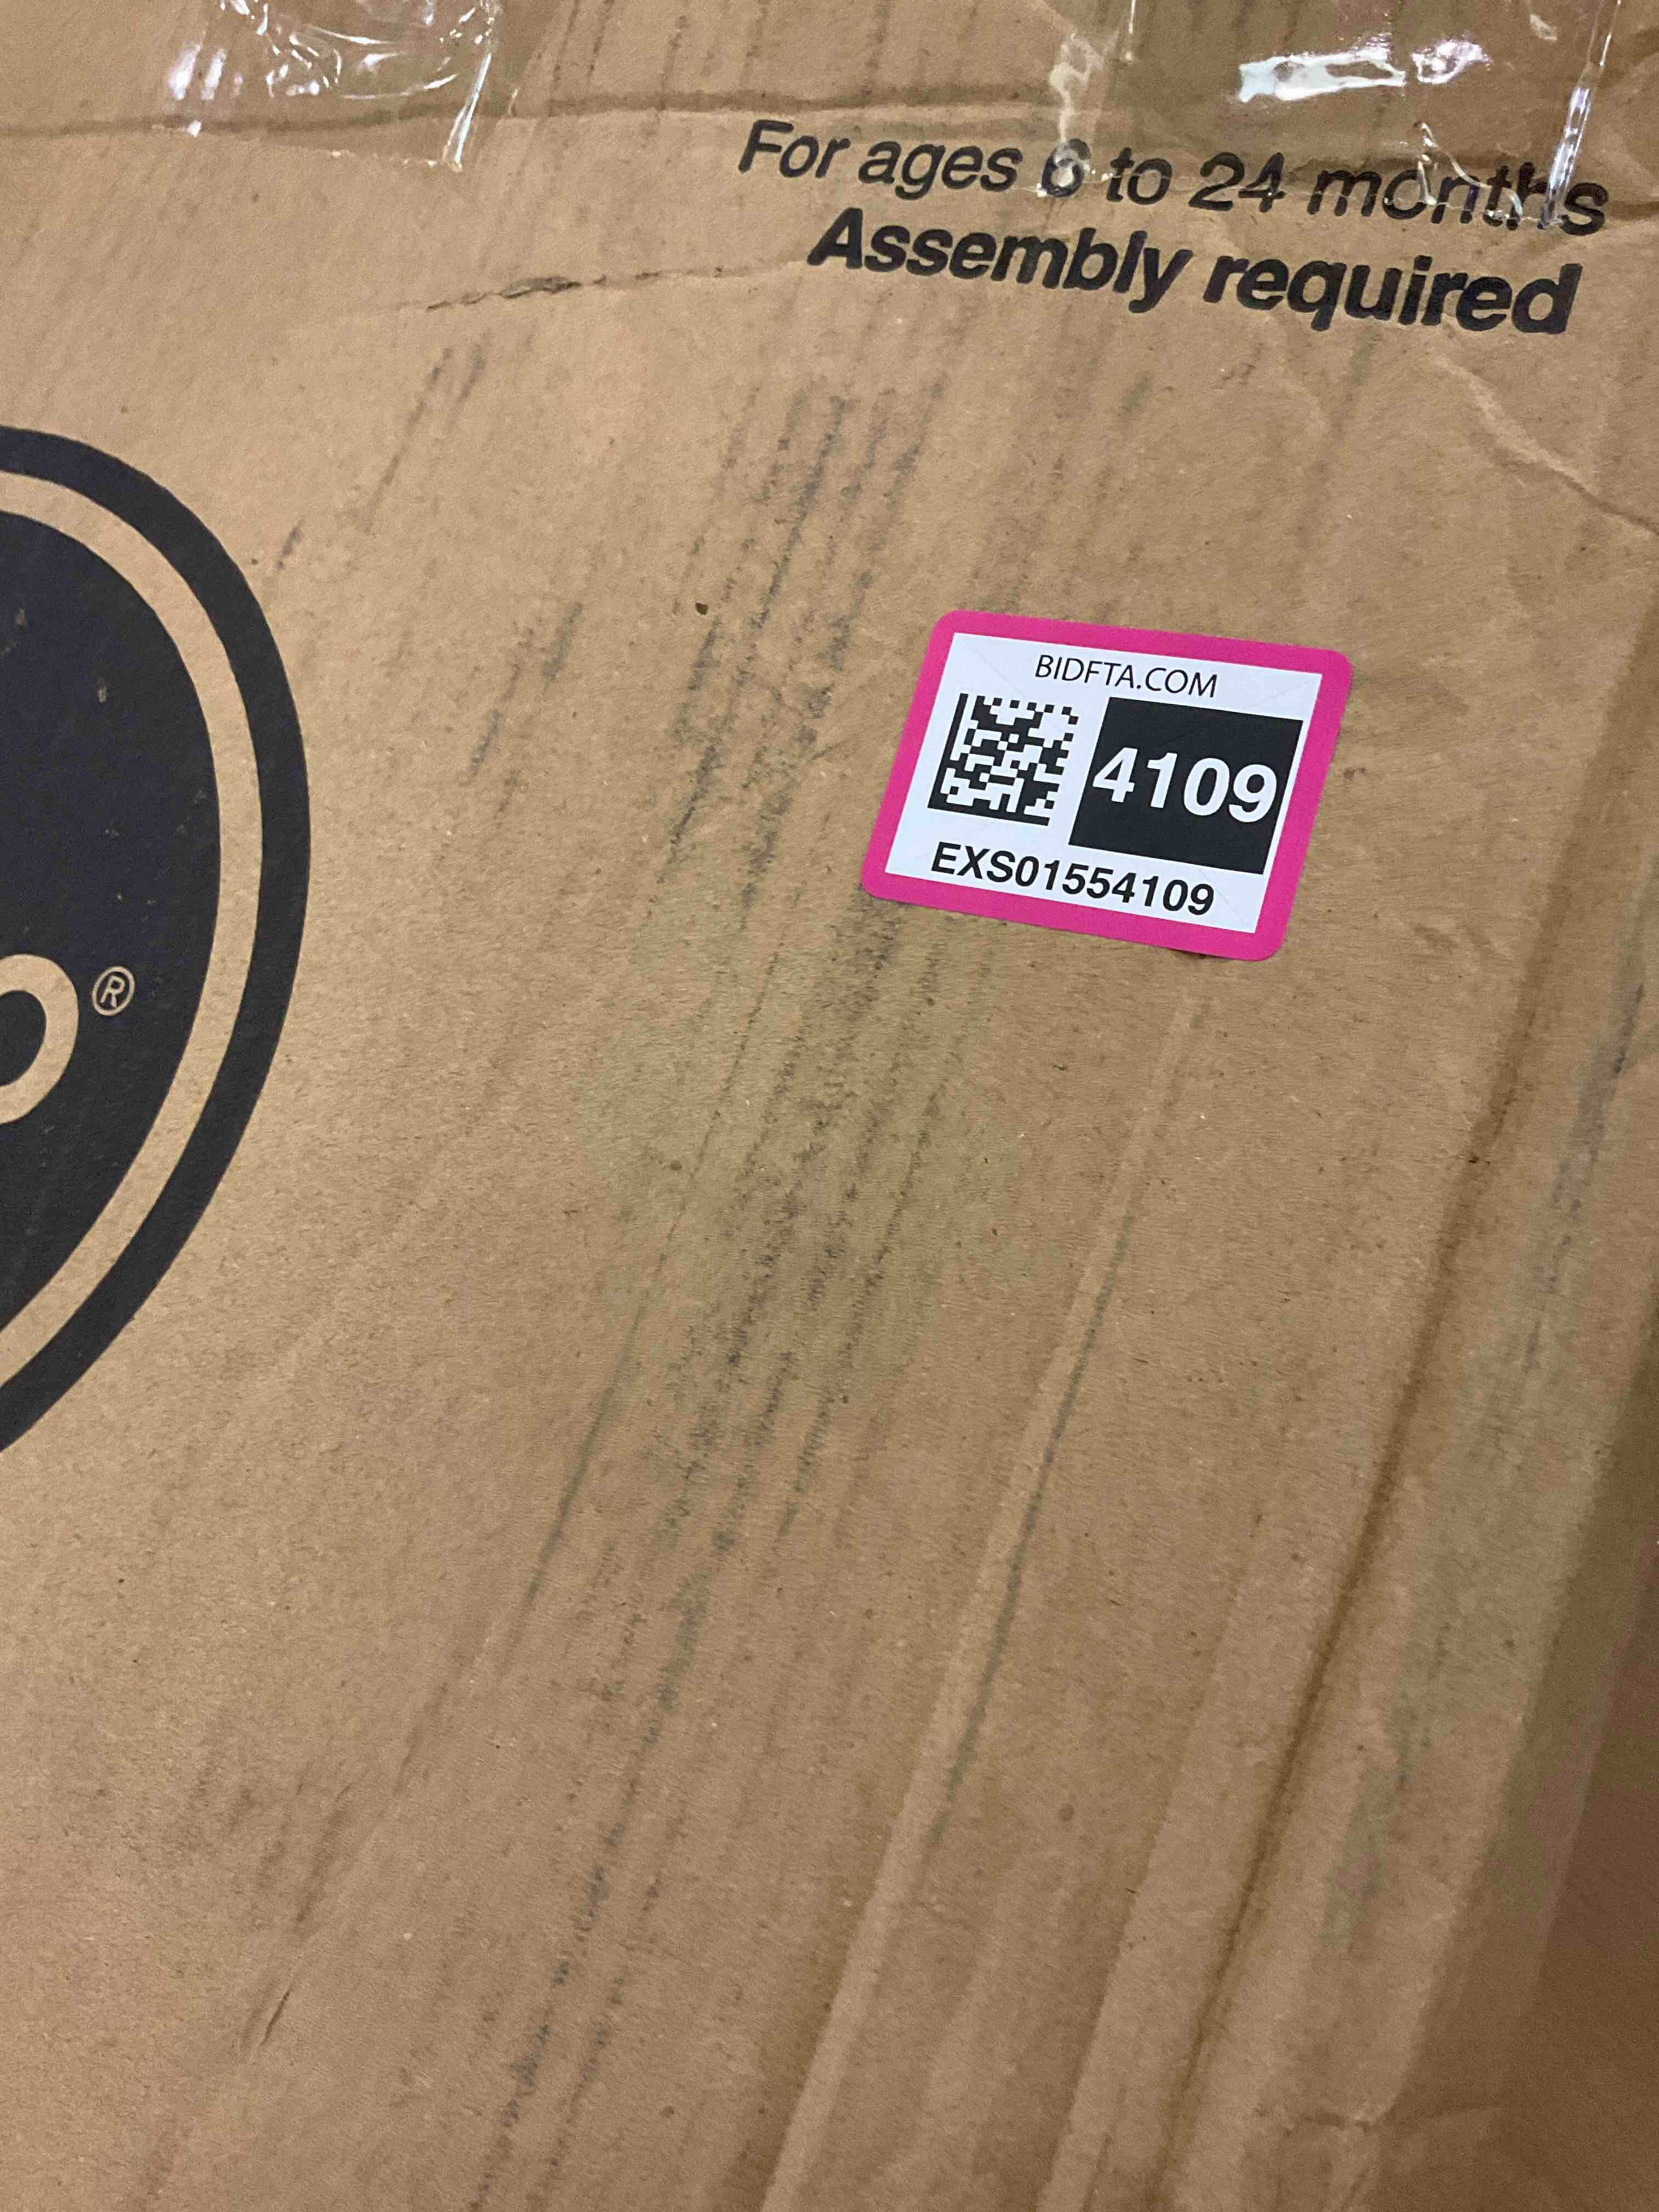 For ages 6 to 24 months
Assembly required
BIDFTA.COM
4109
EXS01554109
®